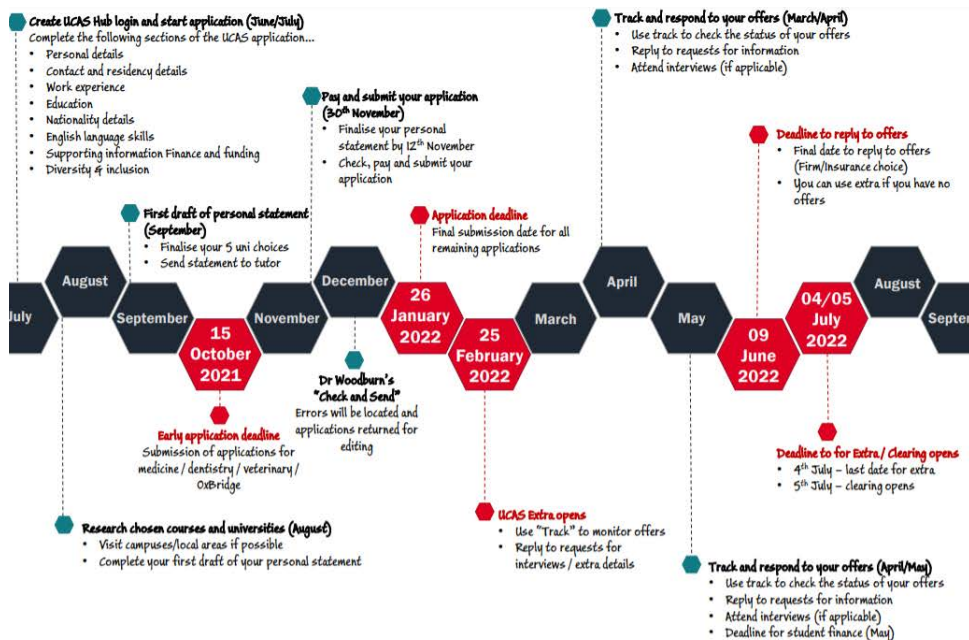 Create UCAS Hub login and start application (June/July)
Complete the following sections of the UCAS application...
• Personal details
• Contact and residency details
• Work experience
• Education
• Nationality details
• English language skills
• Supporting information Finance and funding
• Diversity & inclusion
First draft of personal statement
(September)
• Finalise your 5 uni choices
• Send statement to tutor
Pay and submit your application
(30th November)
• Finalise your personal
statement by 12th November
• Check, pay and submit your
application
Application deadline
Final submission date for all
remaining applications
Track and respond to your offers (March/April)
• Use track to check the status of your offers
• Reply to requests for information
• Attend interviews (if applicable)
Deadline to reply to offers
• Final date to reply to offers
(Firm/Insurance choice)
• You can use extra if you have no
offers
July
August
September
15
October
2021
November
December
26
January
2022
25
February
2022
March
April
May
09
June
2022
04/05
July
2022
August
Septe
Early application deadline
Submission of applications for
medicine / dentistry / veterinary /
OxBridge
Dr Woodburn's
"Check and Send"
Errors will be located and
applications returned for
editing
Research chosen courses and universities (August)
• Visit campuses/local areas if possible
• Complete your first draft of your personal statement
UCAS Extra opens
• Use "Track" to monitor offers
• Reply to requests for
interviews / extra details
Deadline to for Extra / Clearing opens
• 4th July – last date for extra
• 5th July – clearing opens
Track and respond to your offers (April/May)
• Use track to check the status of your offers
• Reply to requests for information
• Attend interviews (if applicable)
• Deadline for student finance (May)